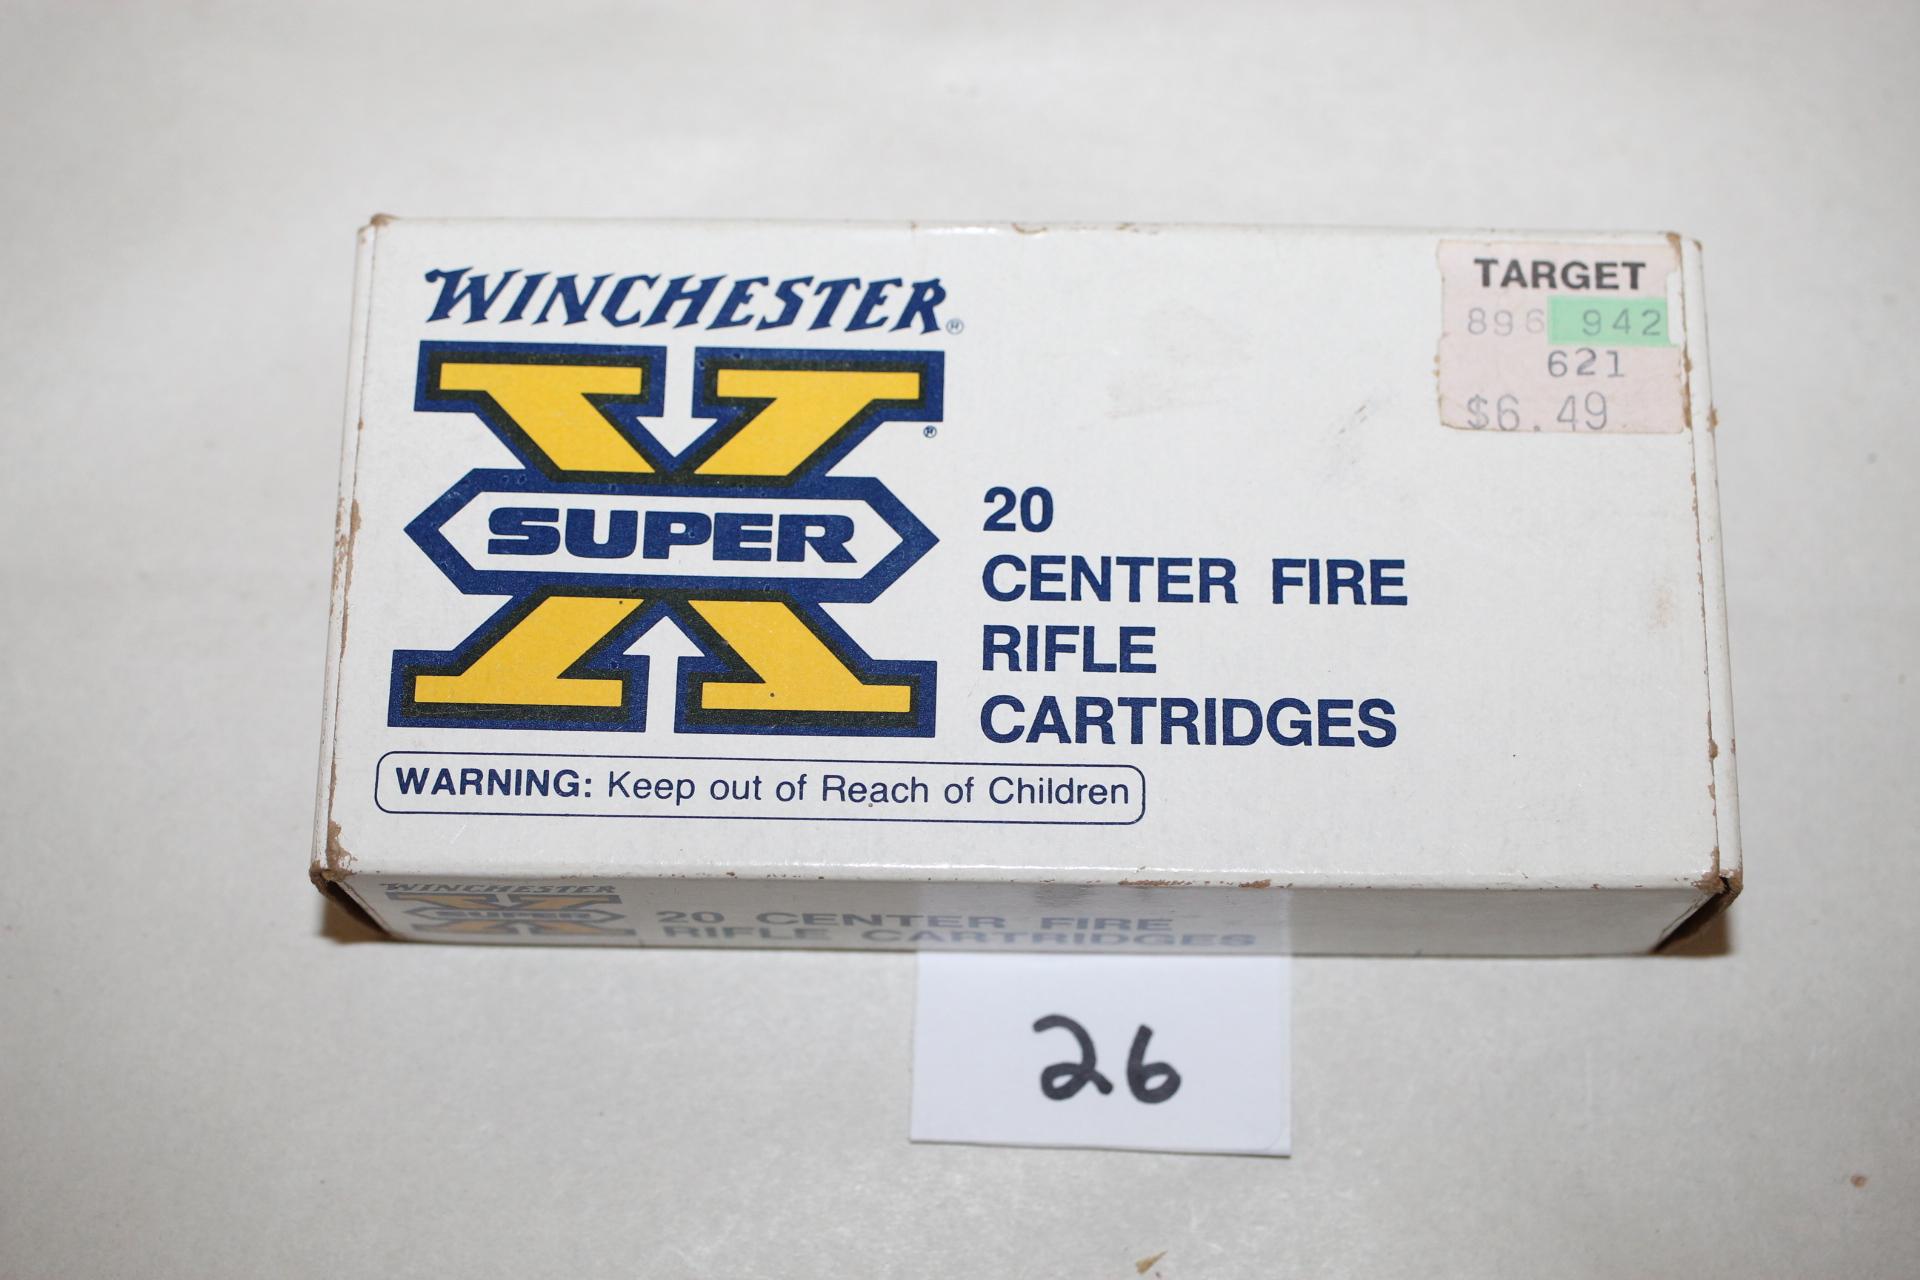 WINCHESTER®
SUPER X®
20
CENTER FIRE
RIFLE
CARTRIDGES
WARNING: Keep out of Reach of Children
TARGET
896 942
621
$6.49
WINCHESTER
SUPER X
20 CENTER FIRE
RIFLE CARTRIDGES
26